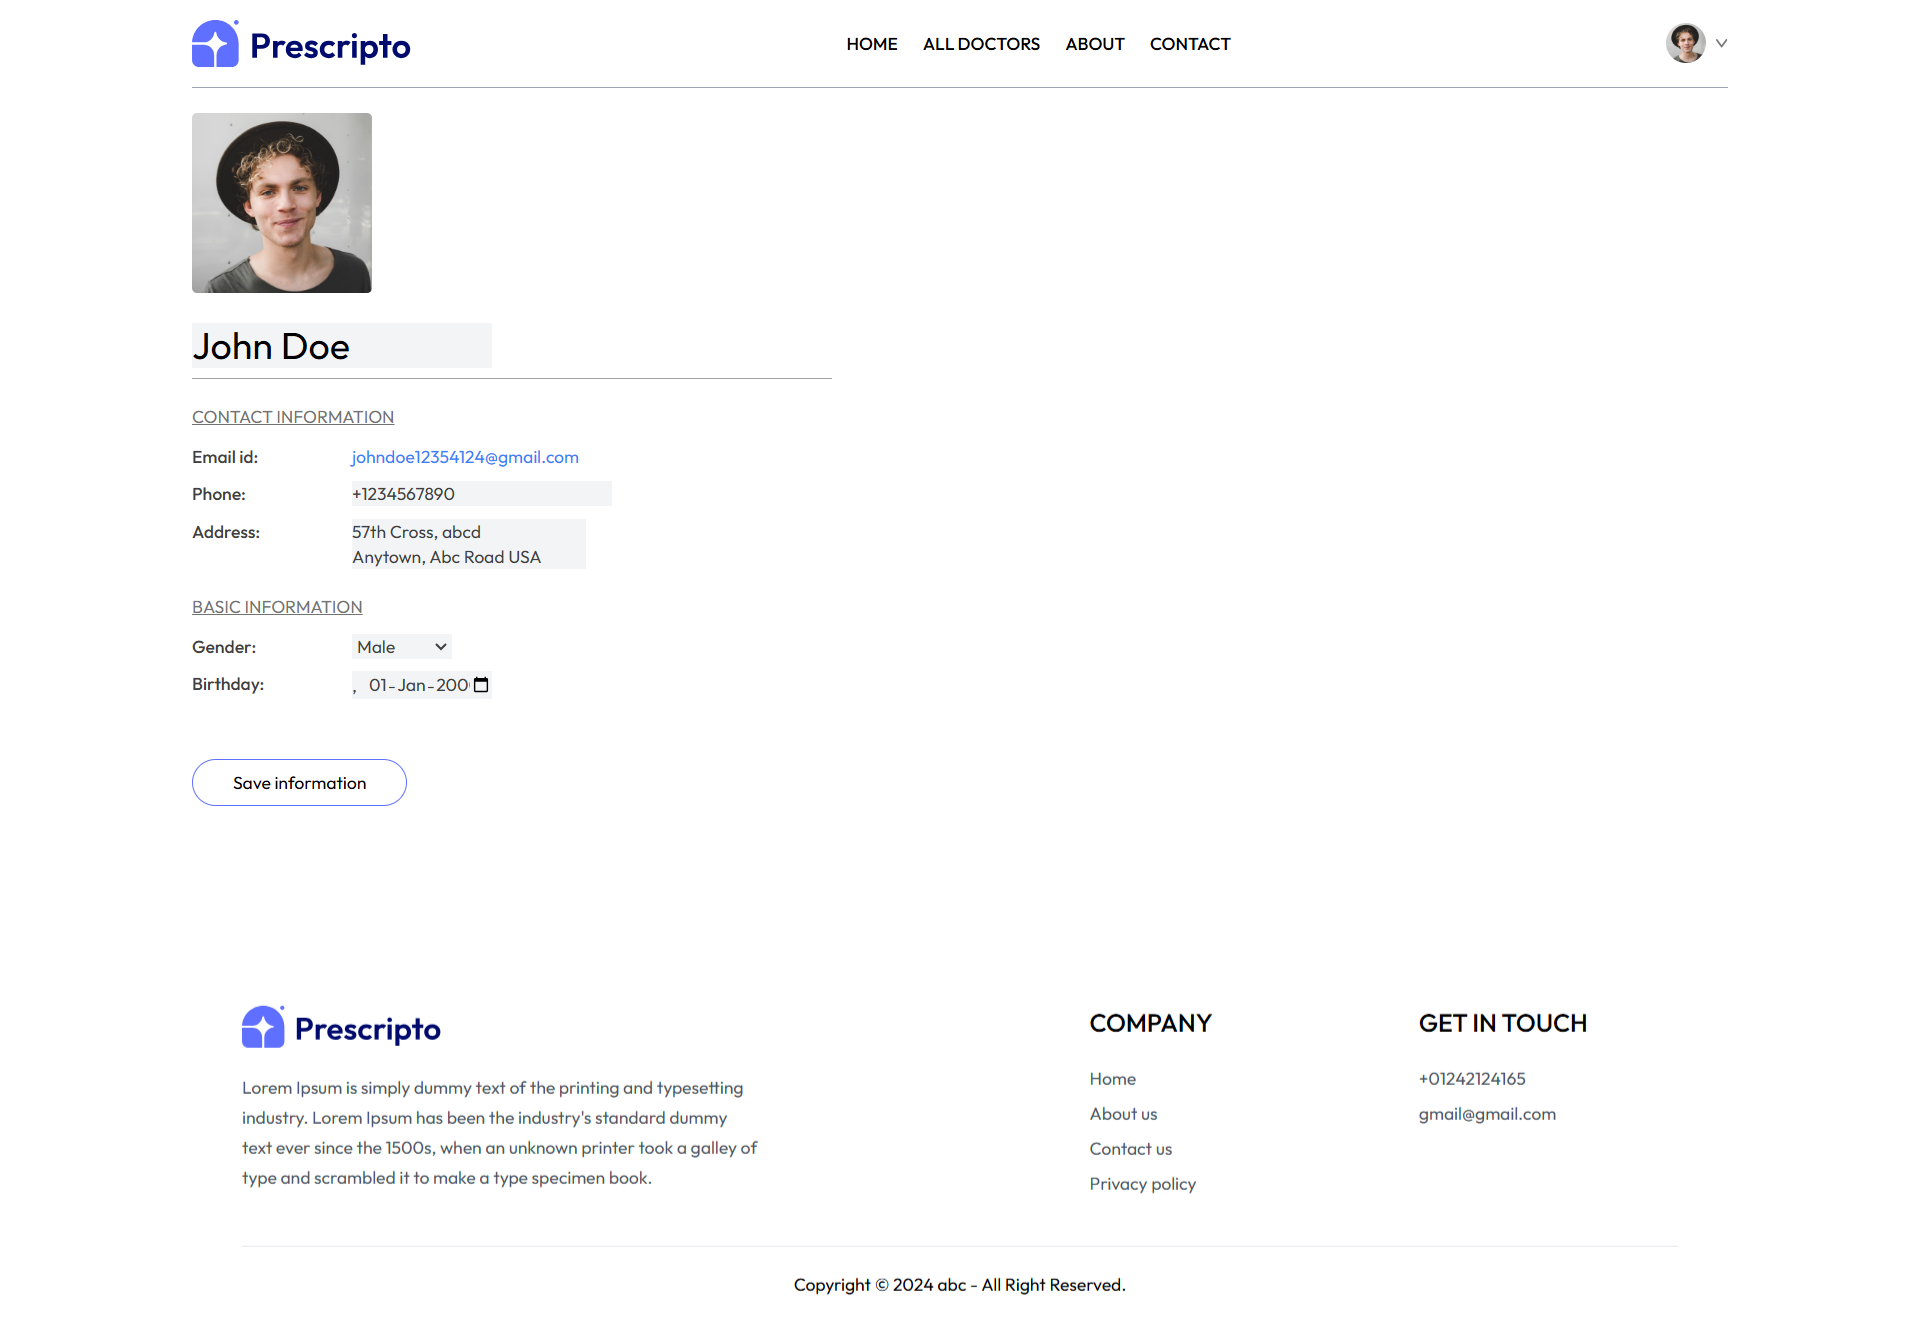 Prescripto
HOME ALL DOCTORS ABOUT CONTACT
John Doe
CONTACT INFORMATION
Email id: johndoe12354124@gmail.com
Phone: +1234567890
Address: 57th Cross, abcd
Anytown, Abc Road USA
BASIC INFORMATION
Gender: Male
Birthday: , 01-Jan-200
Save information
Prescripto
Lorem Ipsum is simply dummy text of the printing and typesetting
industry. Lorem Ipsum has been the industry's standard dummy
text ever since the 1500s, when an unknown printer took a galley of
type and scrambled it to make a type specimen book.
COMPANY
Home
About us
Contact us
Privacy policy
GET IN TOUCH
+01242124165
gmail@gmail.com
Copyright © 2024 abc - All Right Reserved.